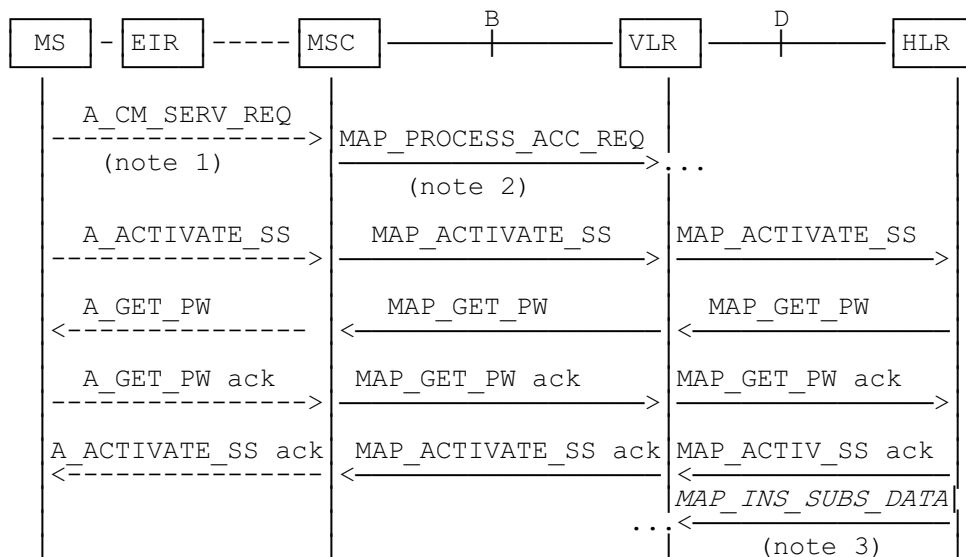 B D
MS EIR MSC VLR HLR
A_CM_SERV_REQ
MAP_PROCESS_ACC_REQ
(note 1)
...
(note 2)
A_ACTIVATE_SS MAP_ACTIVATE_SS MAP_ACTIVATE_SS
A_GET_PW MAP_GET_PW MAP_GET_PW
A_GET_PW ack MAP_GET_PW ack MAP_GET_PW ack
A_ACTIVATE_SS ack MAP_ACTIVATE_SS ack MAP_ACTIV_SS ack
MAP_INS_SUBS_DATA
...
(note 3)